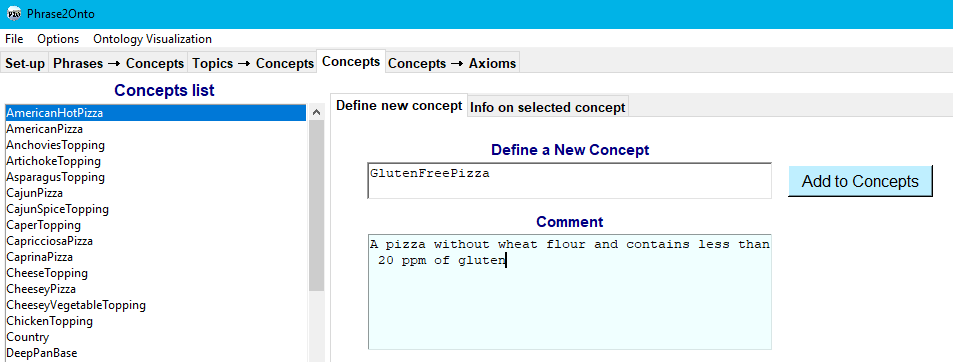 P2O Phrase2Onto
File Options Ontology Visualization
Set-up Phrases → Concepts Topics → Concepts Concepts Concepts → Axioms
Concepts list
AmericanHotPizza
AmericanPizza
AnchoviesTopping
ArtichokeTopping
AsparagusTopping
CajunPizza
CajunSpiceTopping
CaperTopping
CapricciosaPizza
CaprinaPizza
CheeseTopping
CheeseyPizza
CheeseyVegetableTopping
ChickenTopping
Country
DeepPanBase
Define new concept Info on selected concept
Define a New Concept
GlutenFreePizza
Add to Concepts
Comment
A pizza without wheat flour and contains less than
20 ppm of gluten